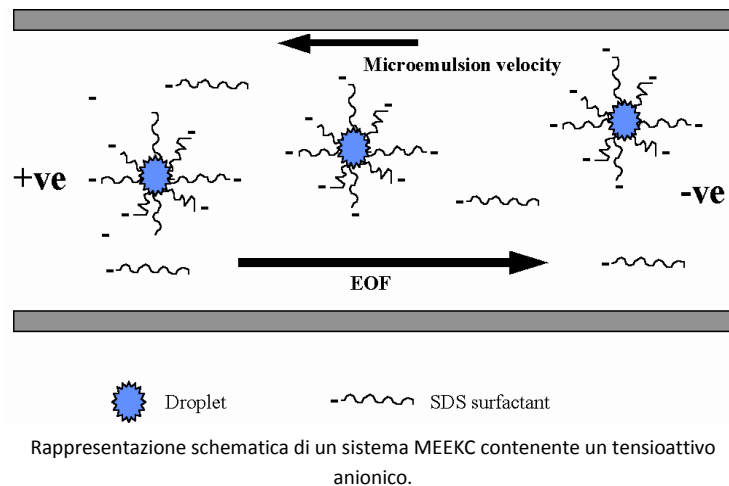 Microemulsion velocity
+ve
-ve
EOF
Droplet
SDS surfactant
Rappresentazione schematica di un sistema MEEKC contenente un tensioattivo
anionico.